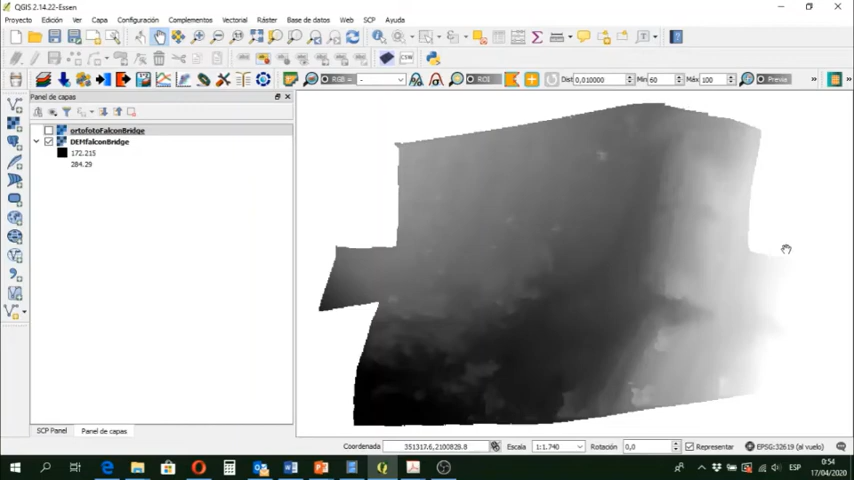 QGIS 2.14.22-Essen
Proyecto Edición Ver Capa Configuración Complementos Vectorial Ráster Base de datos Web SCP Ayuda
CSW
RGB = - Dist 0,010000 Min 60 Máx 100 Previa
ROI
Panel de capas
ortofotoFalconBridge
DEMfalconBridge
172.215
284.29
SCP Panel Panel de capas
Coordenada 351317.6,2100829.8 Escala 1:1.740 Rotación 0,0 Representar EPSG:32619 (al vuelo)
ESP 0:54
17/04/2020